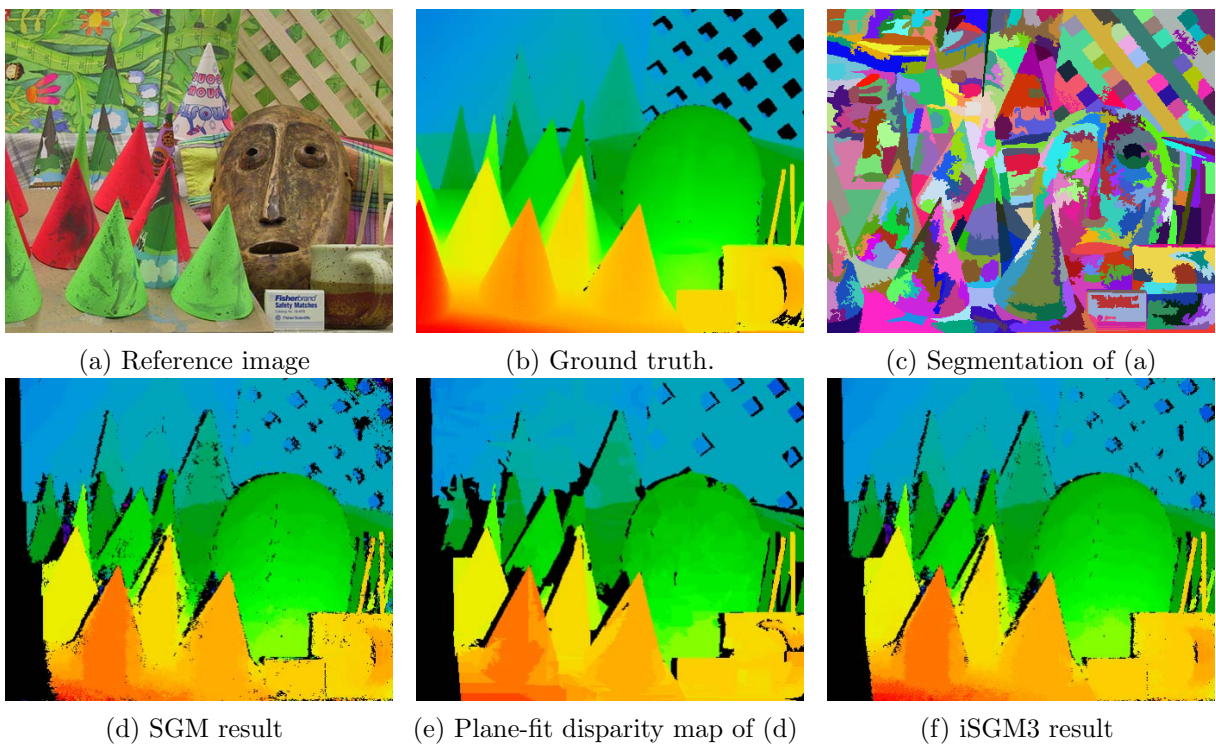 Fisherbrand
Safety Matches
(a) Reference image
(b) Ground truth.
(c) Segmentation of (a)
(d) SGM result
(e) Plane-fit disparity map of (d)
(f) iSGM3 result